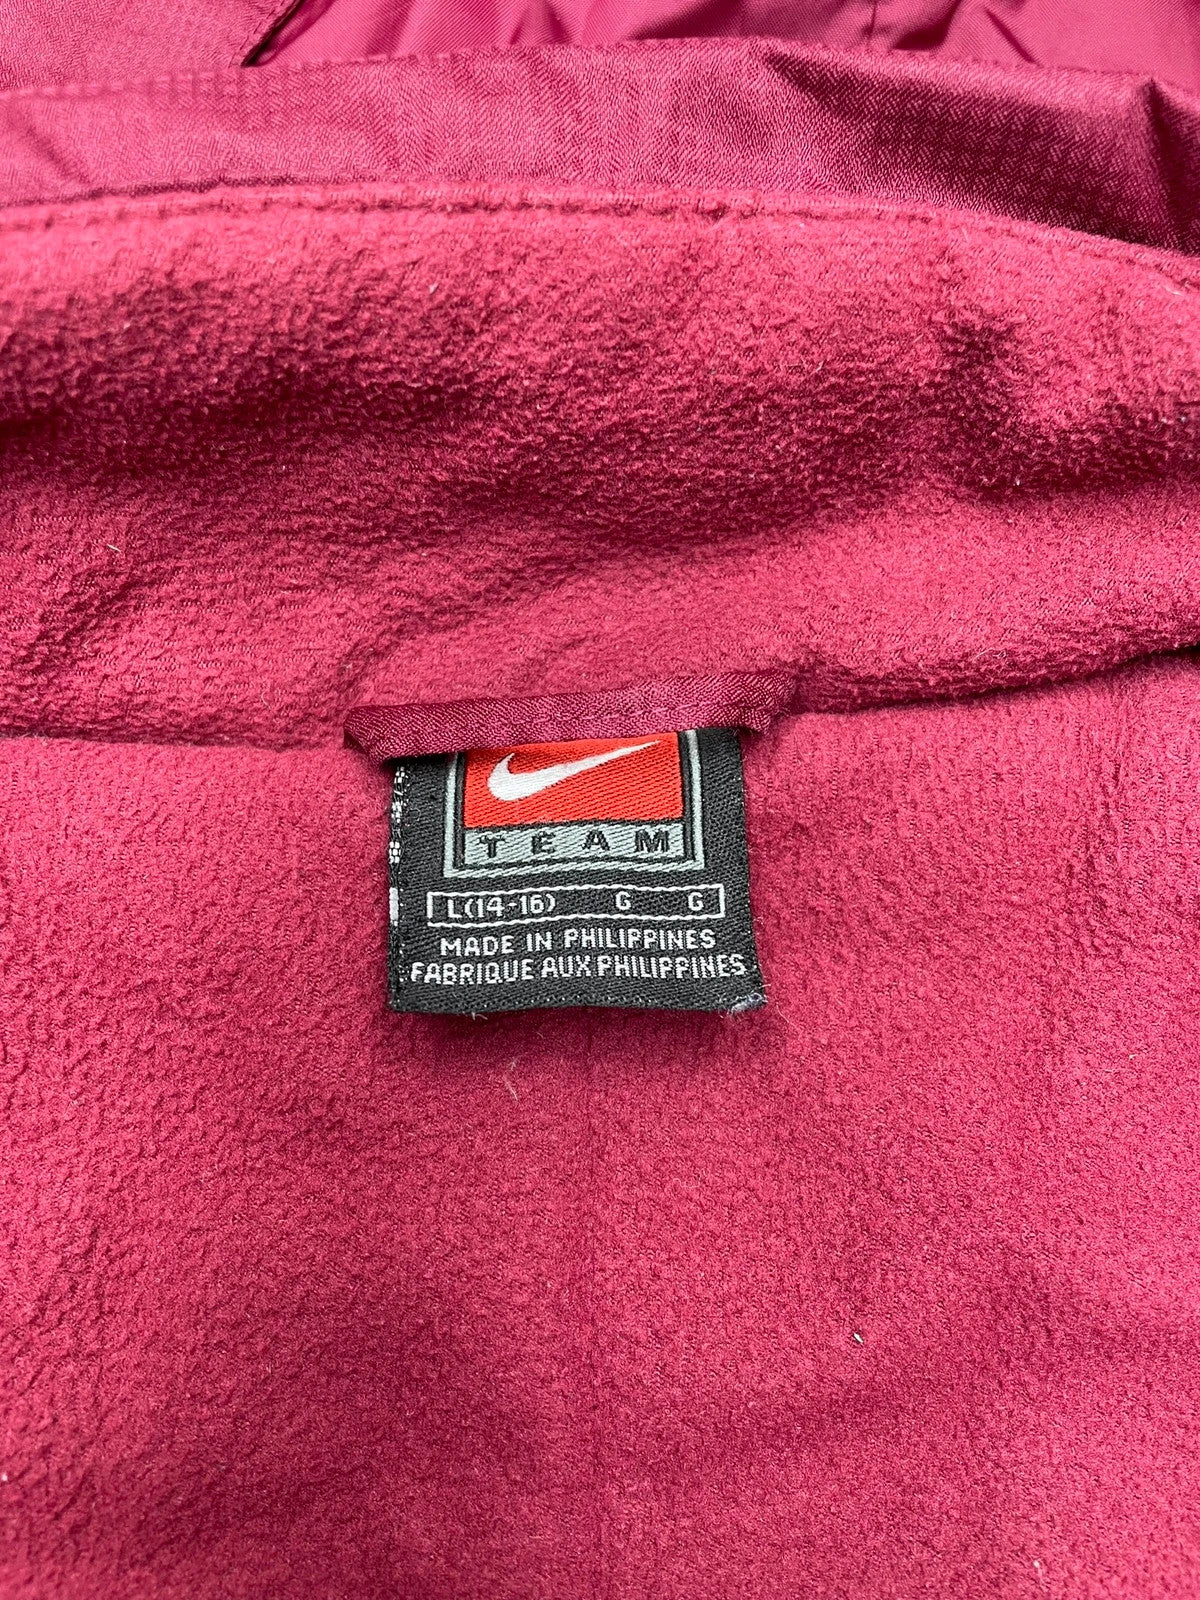 TEAM
L(14-16) G G
MADE IN PHILIPPINES
FABRIQUE AUX PHILIPPINES